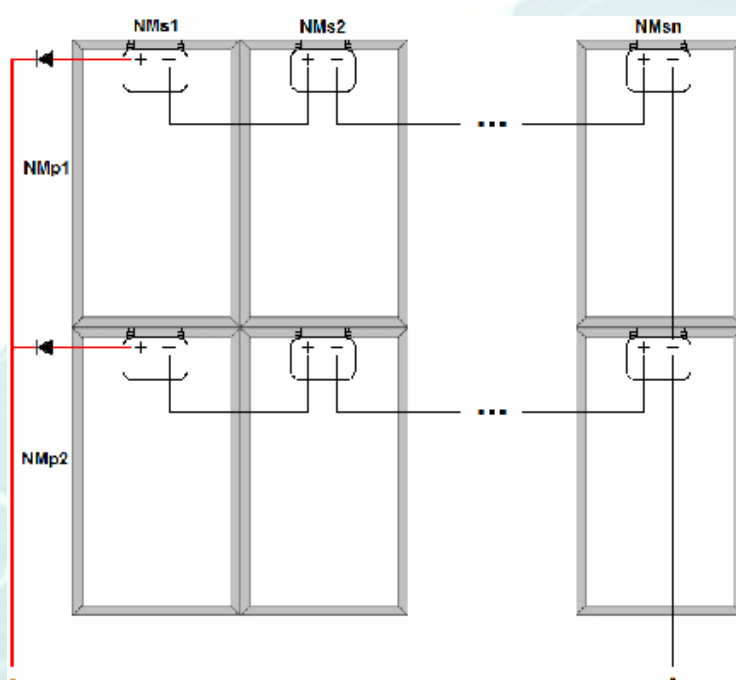 NMs1 NMs2 NMsn
+ − + − + −
...
NMp1
+ − + − + −
...
NMp2